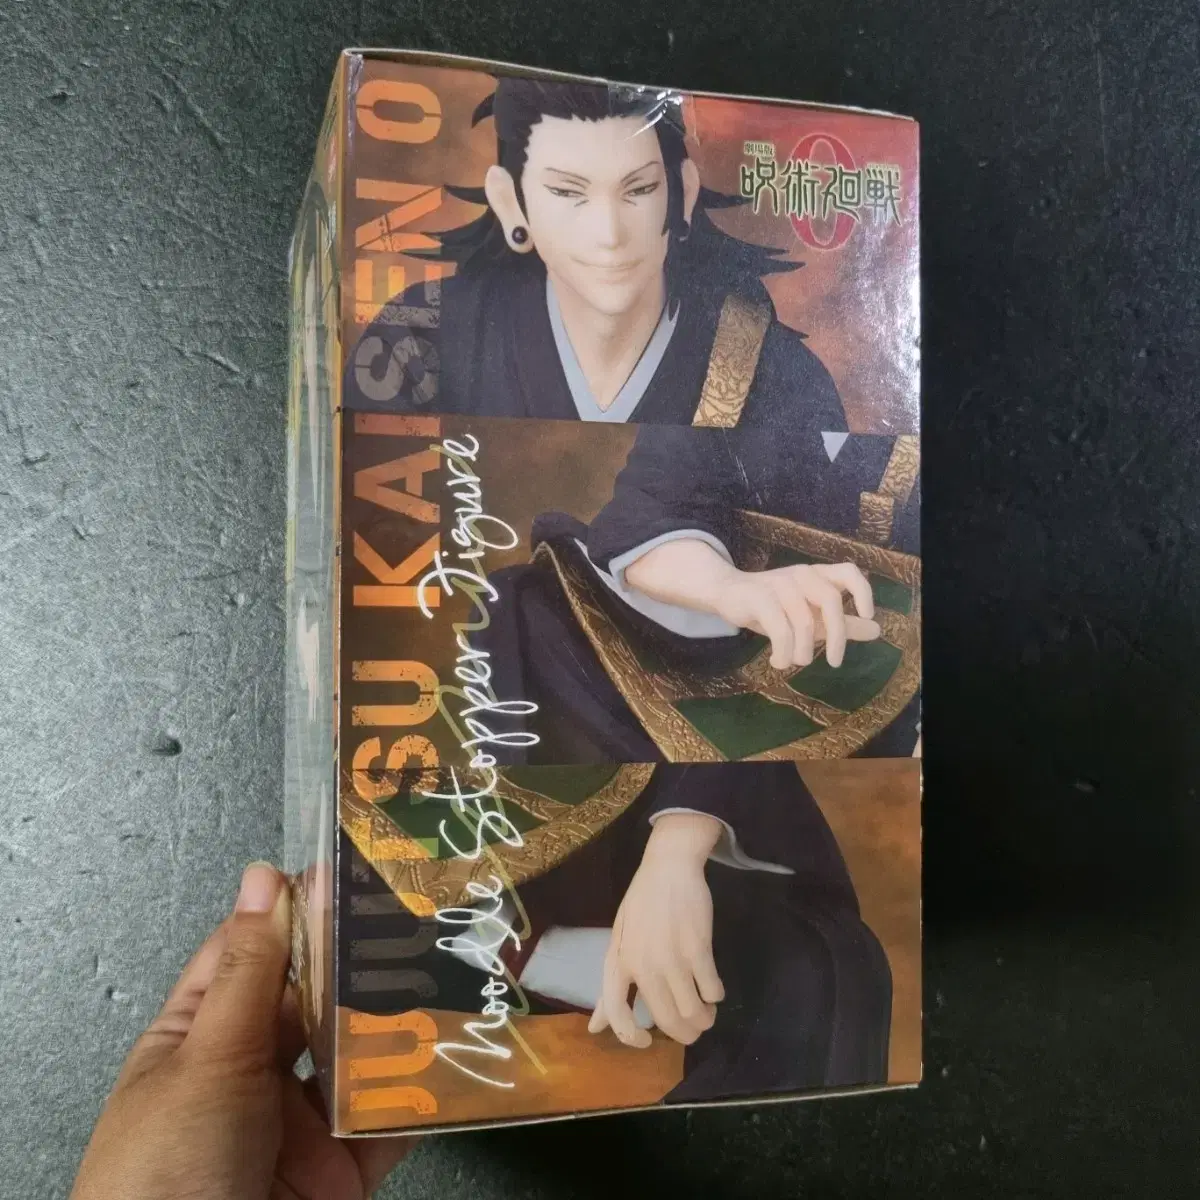 劇場版
呪術廻戦
0
JUJUTSU KAISEN 0
Noodle Stopper Figure